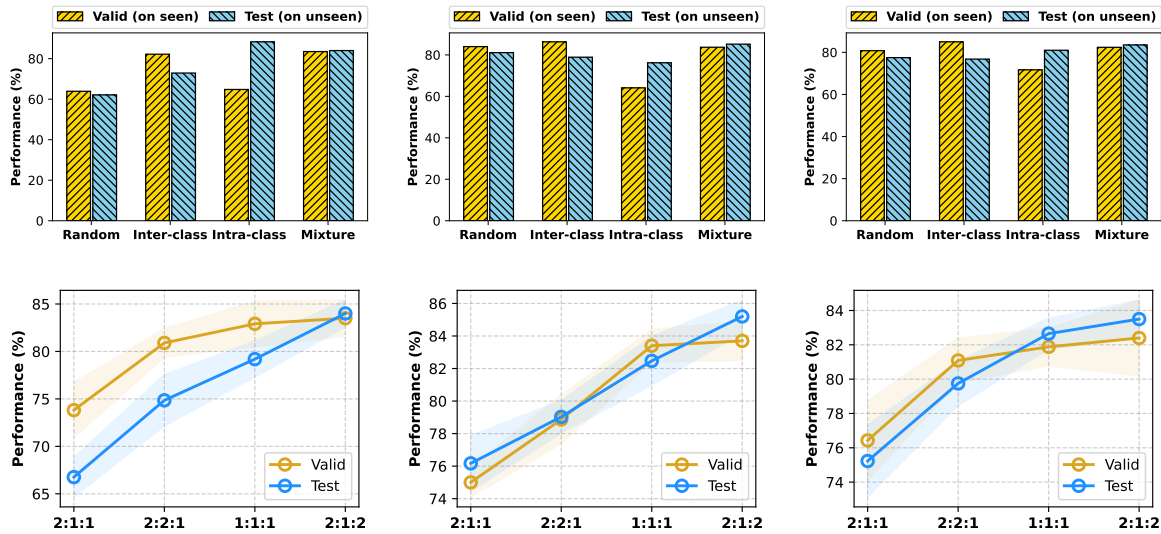 Valid (on seen) Test (on unseen)
Performance (%)
80
60
40
20
0
Random Inter-class Intra-class Mixture
Valid (on seen) Test (on unseen)
Performance (%)
80
60
40
20
0
Random Inter-class Intra-class Mixture
Valid (on seen) Test (on unseen)
Performance (%)
80
60
40
20
0
Random Inter-class Intra-class Mixture
Performance (%)
85
80
75
70
65
Valid
Test
2:1:1 2:2:1 1:1:1 2:1:2
Performance (%)
86
84
82
80
78
76
74
Valid
Test
2:1:1 2:2:1 1:1:1 2:1:2
Performance (%)
84
82
80
78
76
74
Valid
Test
2:1:1 2:2:1 1:1:1 2:1:2